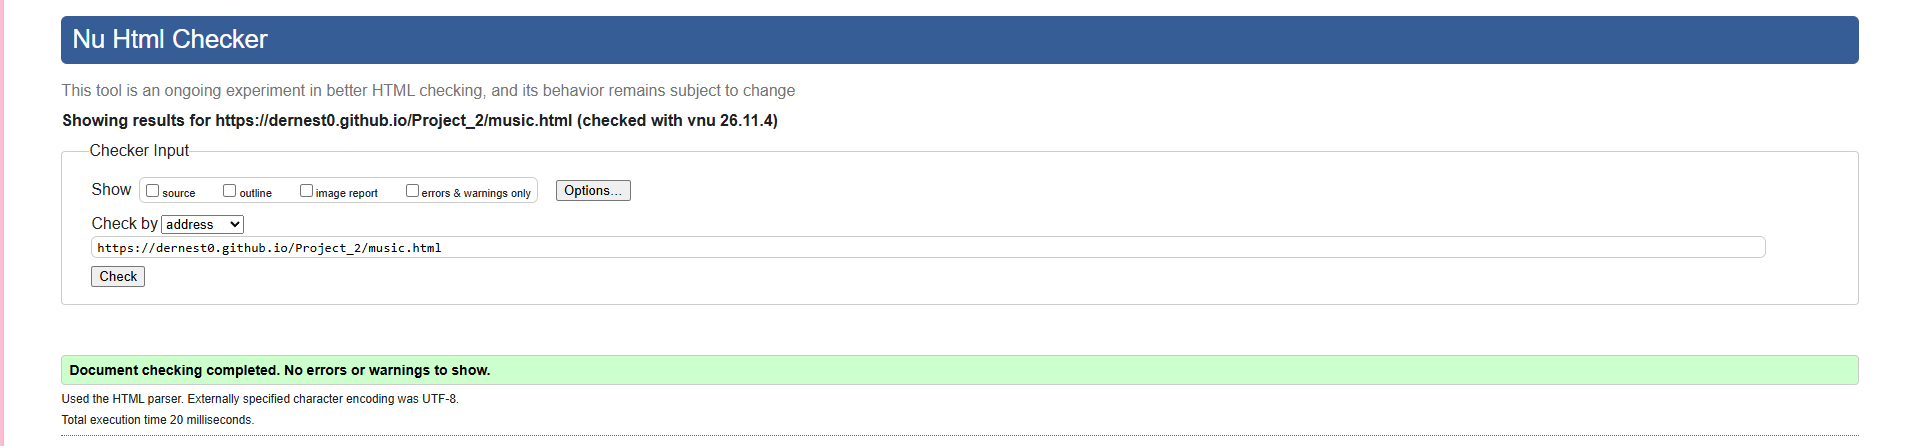 Nu Html Checker
This tool is an ongoing experiment in better HTML checking, and its behavior remains subject to change
Showing results for https://dernest0.github.io/Project_2/music.html (checked with vnu 26.11.4)
Checker Input
Show source outline image report errors & warnings only Options...
Check by address
https://dernest0.github.io/Project_2/music.html
Check
Document checking completed. No errors or warnings to show.
Used the HTML parser. Externally specified character encoding was UTF-8.
Total execution time 20 milliseconds.